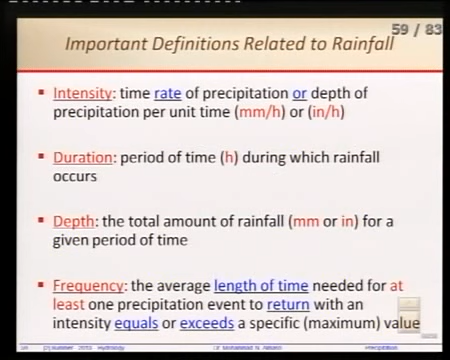 59 / 83
Important Definitions Related to Rainfall
Intensity: time rate of precipitation or depth of
precipitation per unit time (mm/h) or (in/h)
Duration: period of time (h) during which rainfall
occurs
Depth: the total amount of rainfall (mm or in) for a
given period of time
Frequency: the average length of time needed for at
least one precipitation event to return with an
intensity equals or exceeds a specific (maximum) value
Hydrology
Precipitation